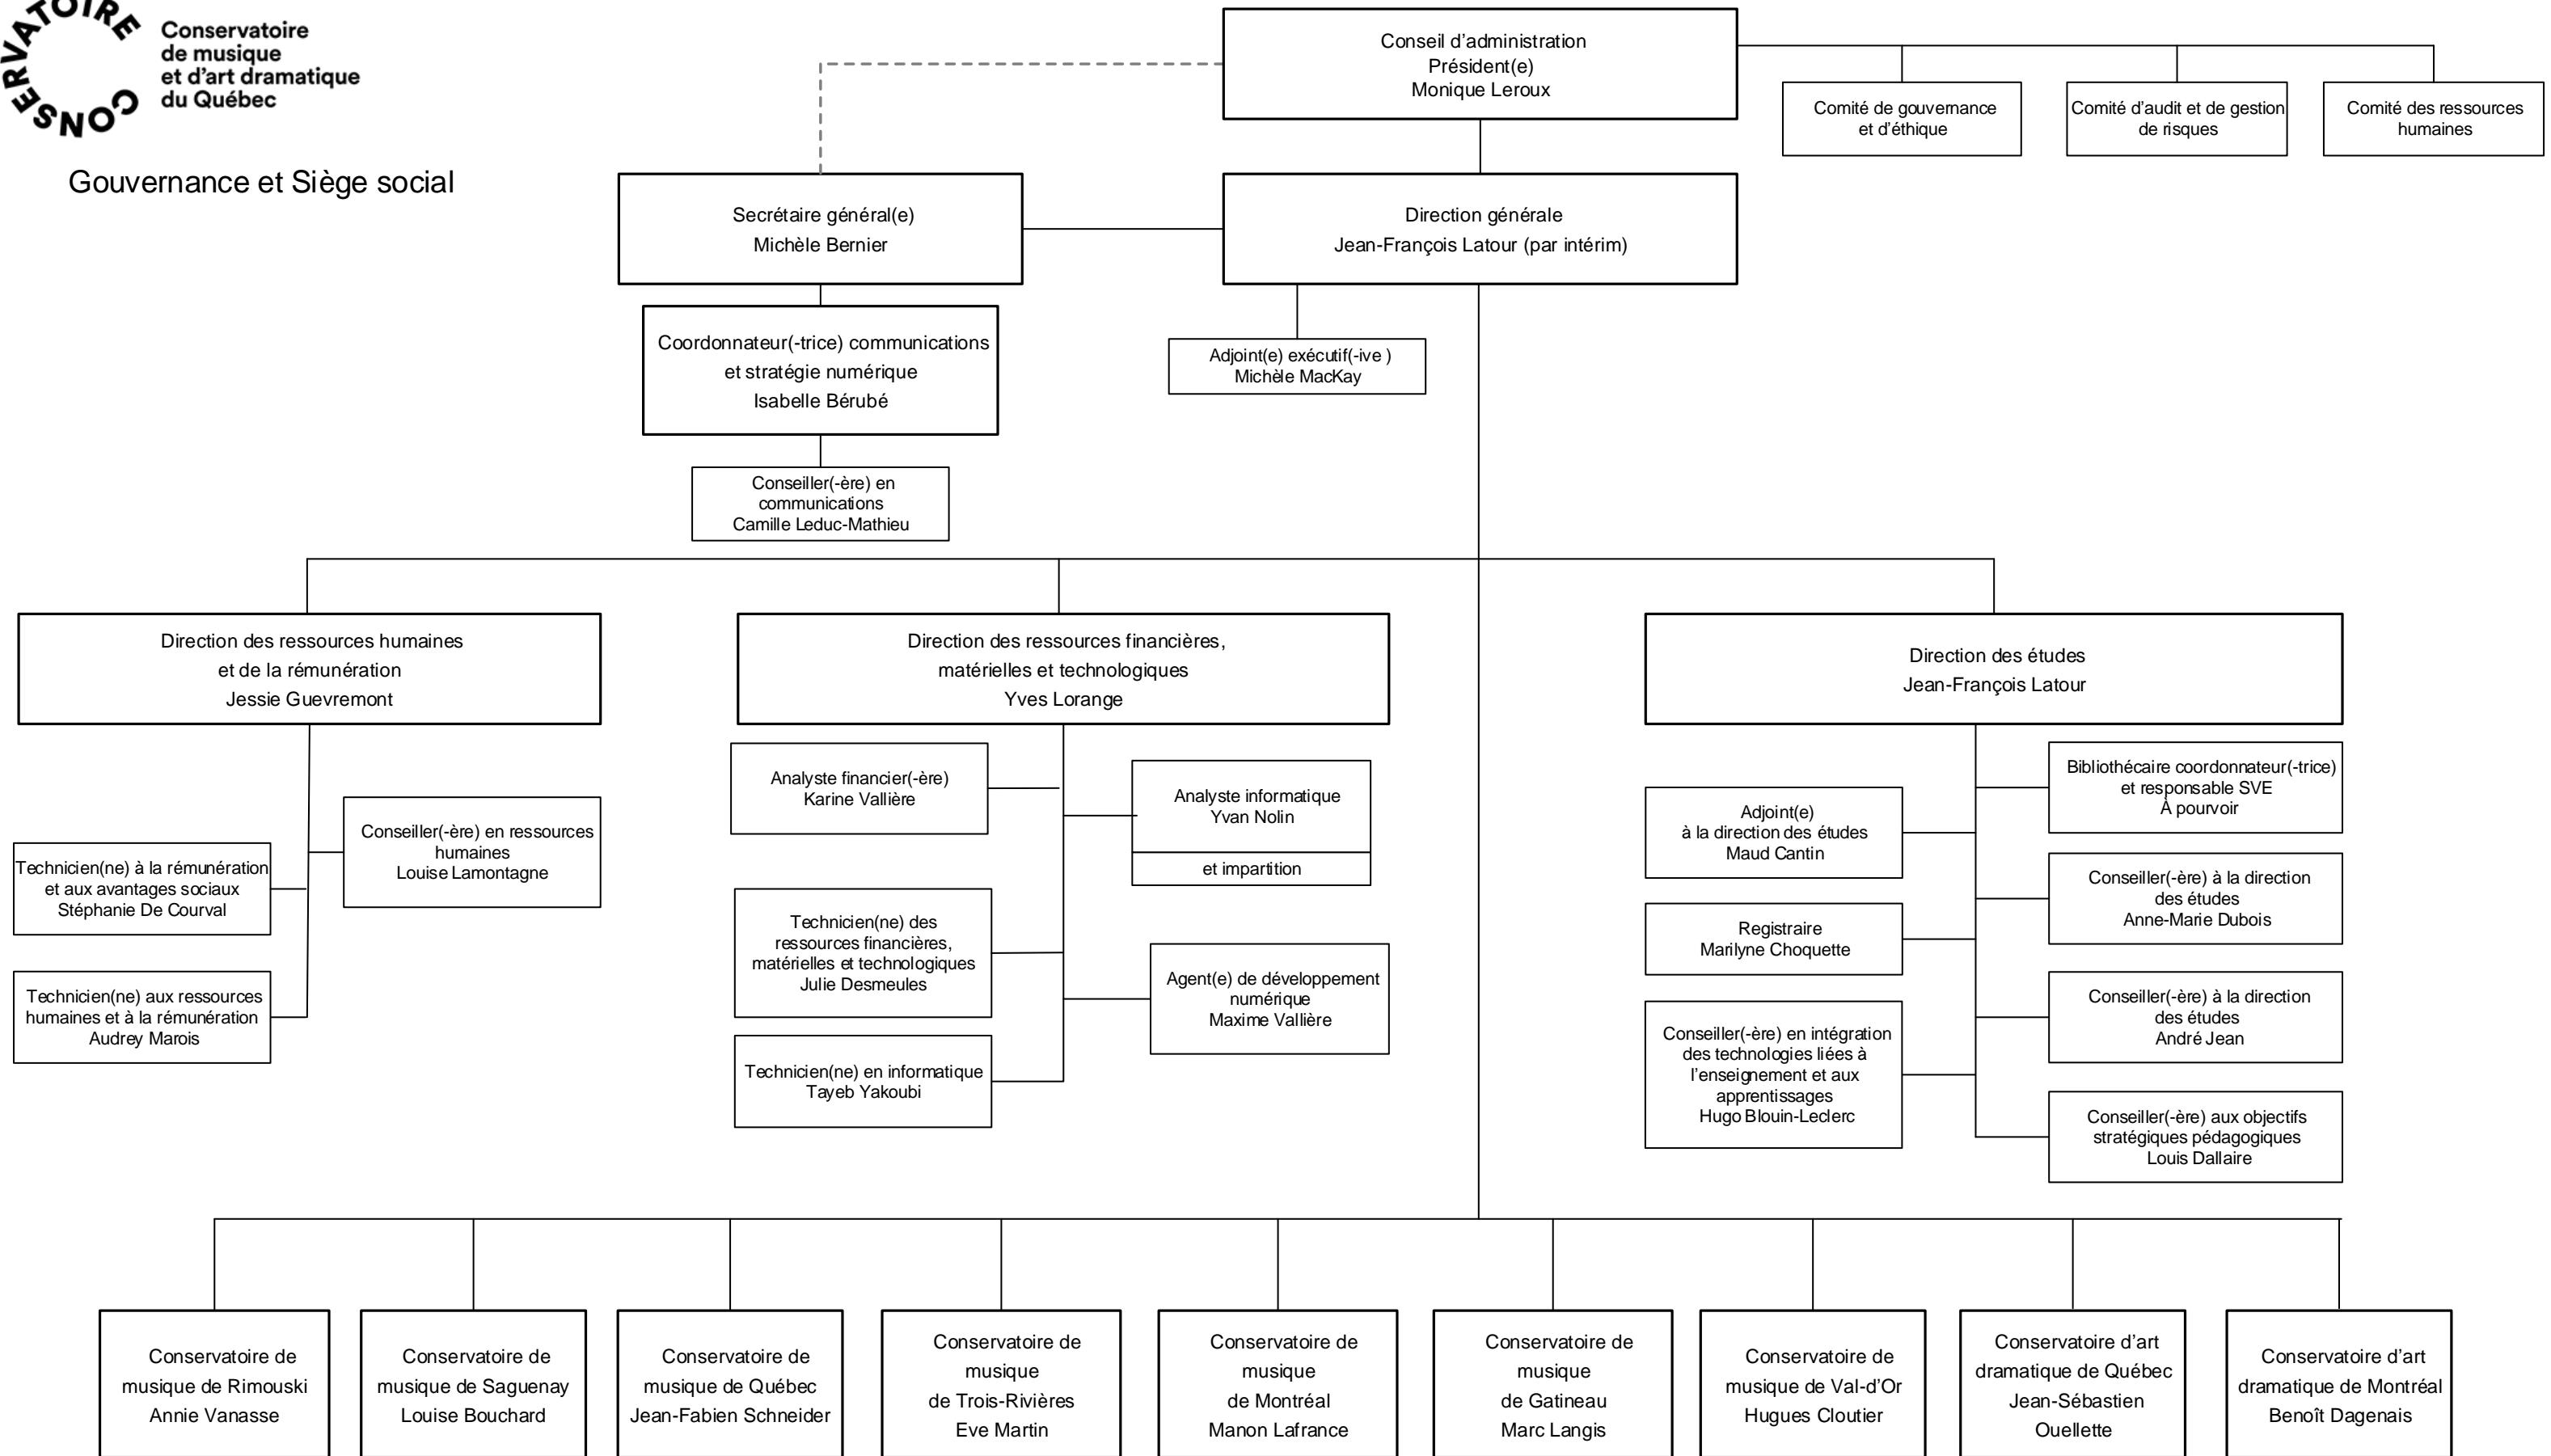 CONSERVATOIRE
Conservatoire
de musique
et d'art dramatique
du Québec
Gouvernance et Siège social
Conseil d'administration
Président(e)
Monique Leroux
Comité de gouvernance
et d'éthique
Comité d'audit et de gestion
de risques
Comité des ressources
humaines
Secrétaire général(e)
Michèle Bernier
Direction générale
Jean-François Latour (par intérim)
Coordonnateur(-trice) communications
et stratégie numérique
Isabelle Bérubé
Adjoint(e) exécutif(-ive )
Michèle MacKay
Conseiller(-ère) en
communications
Camille Leduc-Mathieu
Direction des ressources humaines
et de la rémunération
Jessie Guevremont
Direction des ressources financières,
matérielles et technologiques
Yves Lorange
Direction des études
Jean-François Latour
Technicien(ne) à la rémunération
et aux avantages sociaux
Stéphanie De Courval
Conseiller(-ère) en ressources
humaines
Louise Lamontagne
Technicien(ne) aux ressources
humaines et à la rémunération
Audrey Marois
Analyste financier(-ère)
Karine Vallière
Analyste informatique
Yvan Nolin
et impartition
Technicien(ne) des
ressources financières,
matérielles et technologiques
Julie Desmeules
Agent(e) de développement
numérique
Maxime Vallière
Technicien(ne) en informatique
Tayeb Yakoubi
Adjoint(e)
à la direction des études
Maud Cantin
Bibliothécaire coordonnateur(-trice)
et responsable SVE
À pourvoir
Registraire
Marilyne Choquette
Conseiller(-ère) à la direction
des études
Anne-Marie Dubois
Conseiller(-ère) en intégration
des technologies liées à
l'enseignement et aux
apprentissages
Hugo Blouin-Leclerc
Conseiller(-ère) à la direction
des études
André Jean
Conseiller(-ère) aux objectifs
stratégiques pédagogiques
Louis Dallaire
Conservatoire de
musique de Rimouski
Annie Vanasse
Conservatoire de
musique de Saguenay
Louise Bouchard
Conservatoire de
musique de Québec
Jean-Fabien Schneider
Conservatoire de
musique
de Trois-Rivières
Eve Martin
Conservatoire de
musique
de Montréal
Manon Lafrance
Conservatoire de
musique
de Gatineau
Marc Langis
Conservatoire de
musique de Val-d'Or
Hugues Cloutier
Conservatoire d'art
dramatique de Québec
Jean-Sébastien
Ouellette
Conservatoire d'art
dramatique de Montréal
Benoît Dagenais